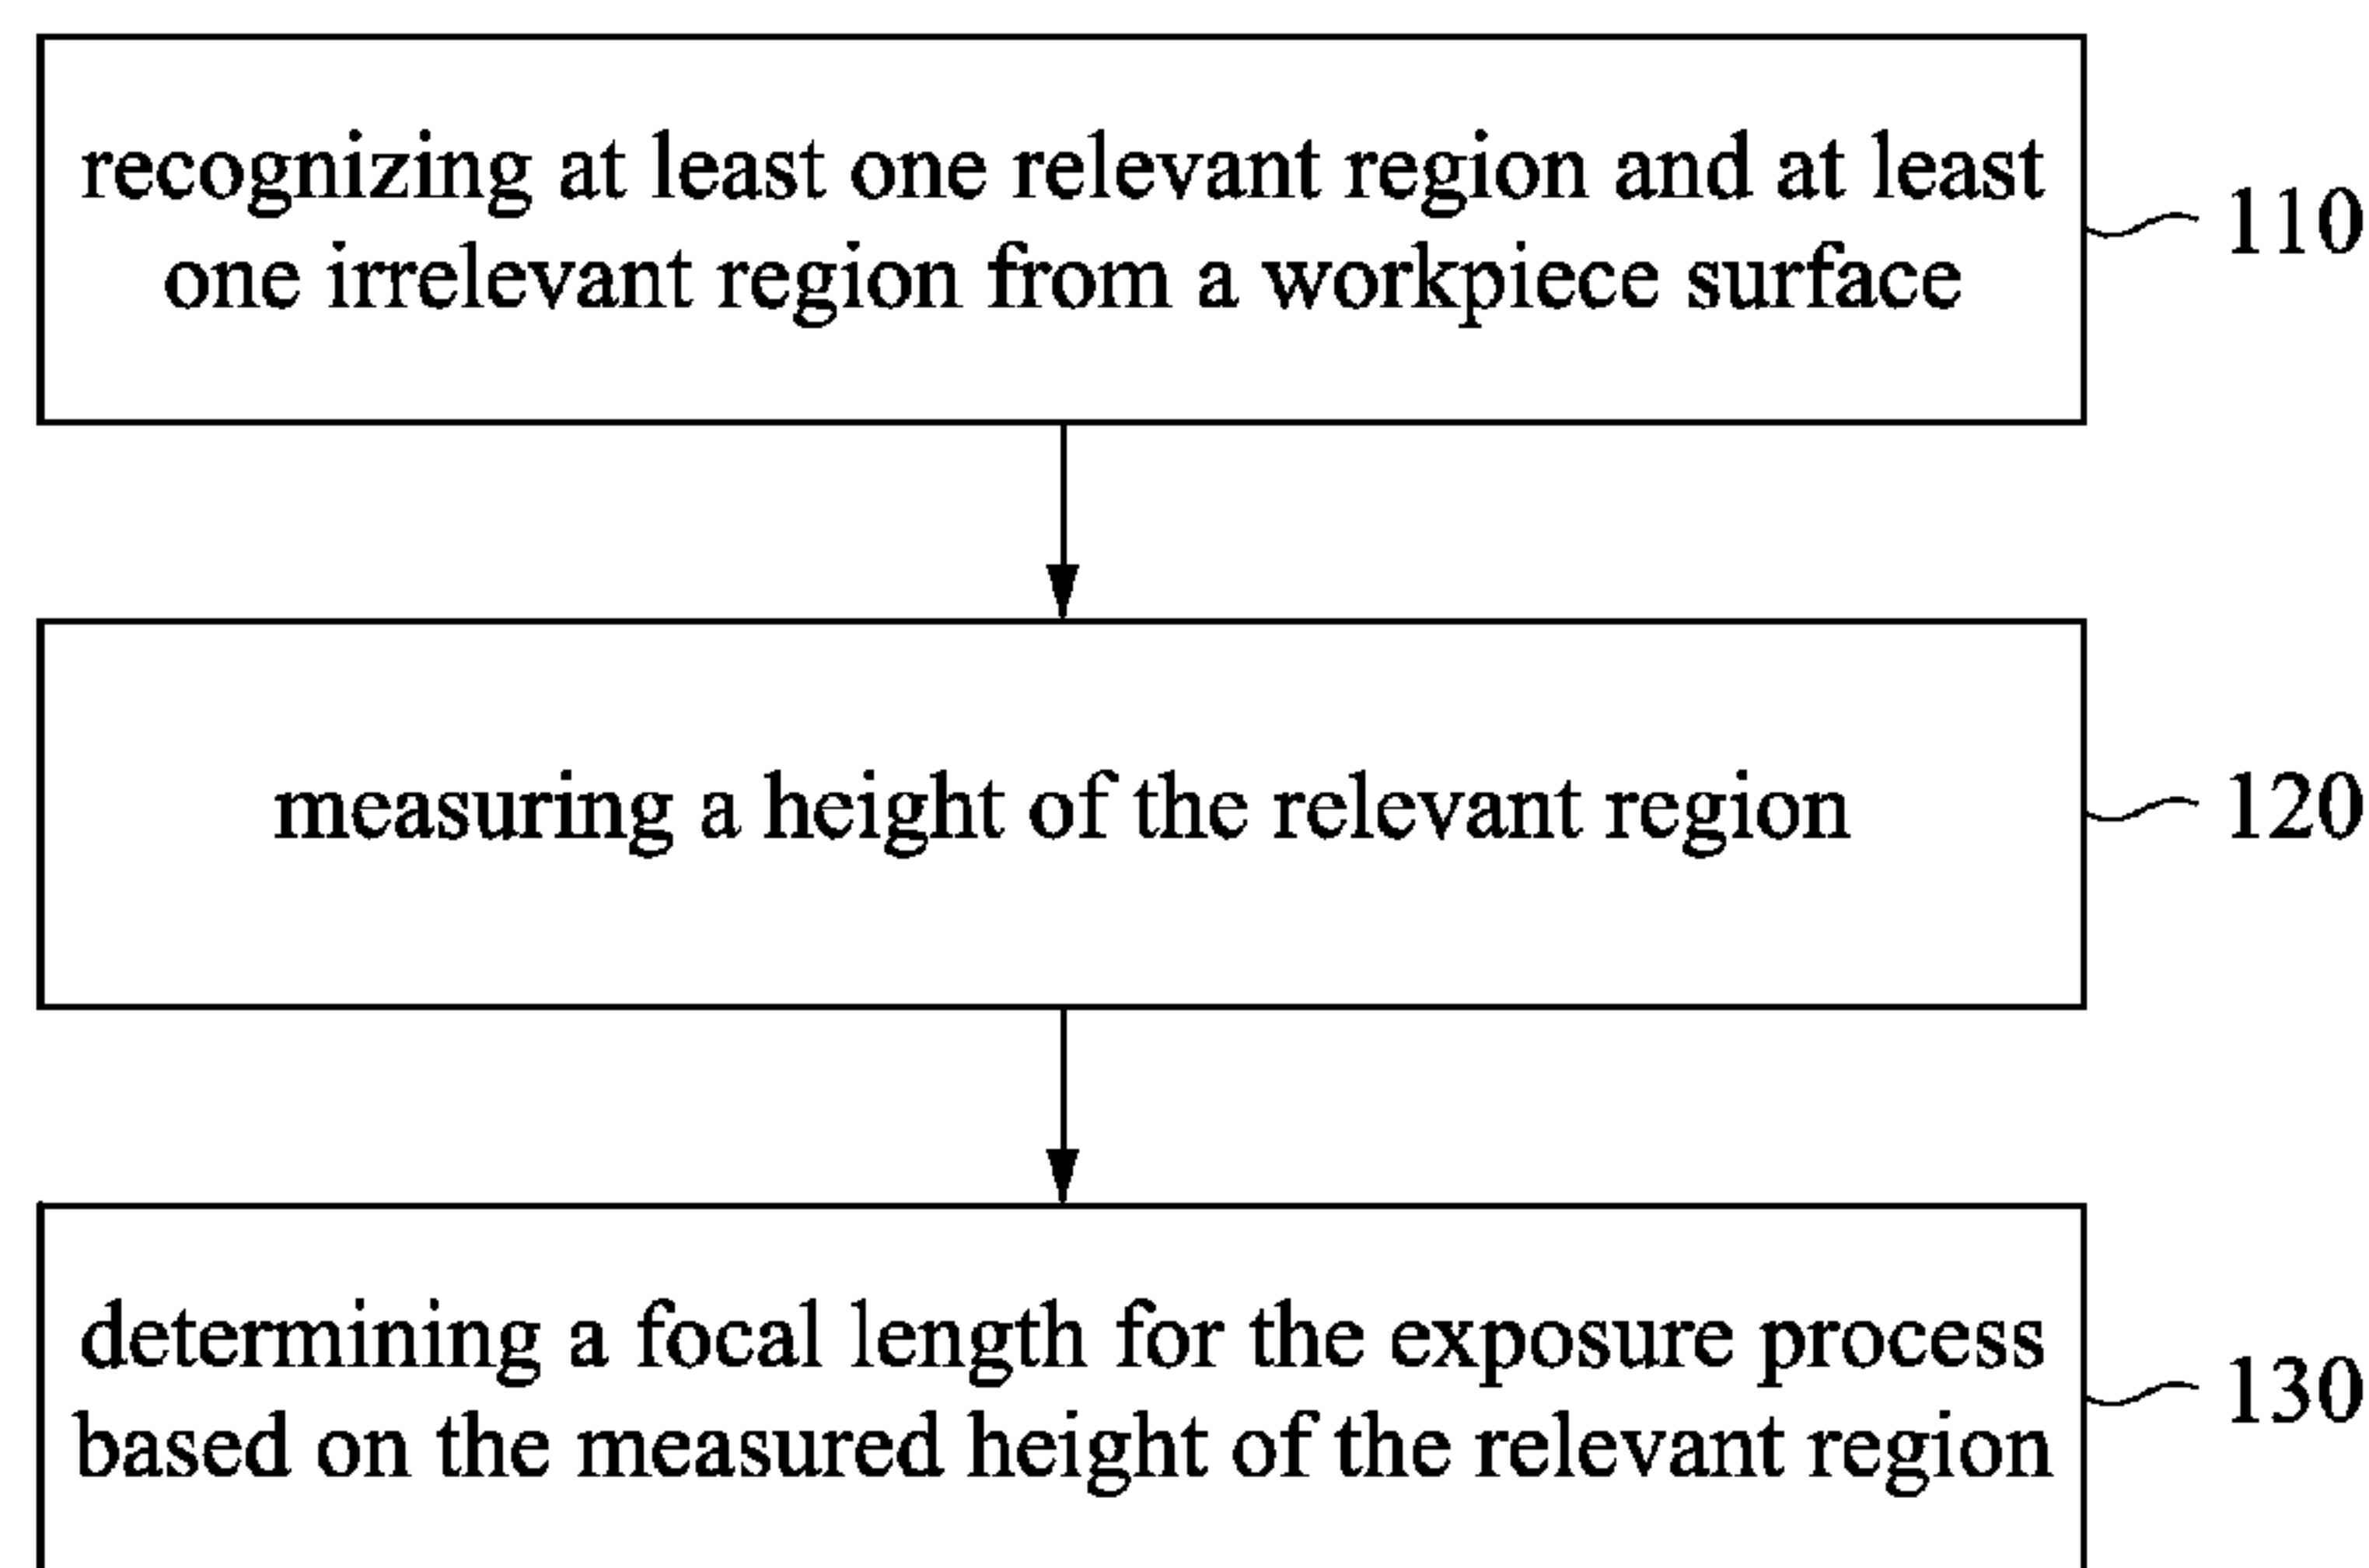 recognizing at least one relevant region and at least
one irrelevant region from a workpiece surface
110
measuring a height of the relevant region
120
determining a focal length for the exposure process
based on the measured height of the relevant region
130